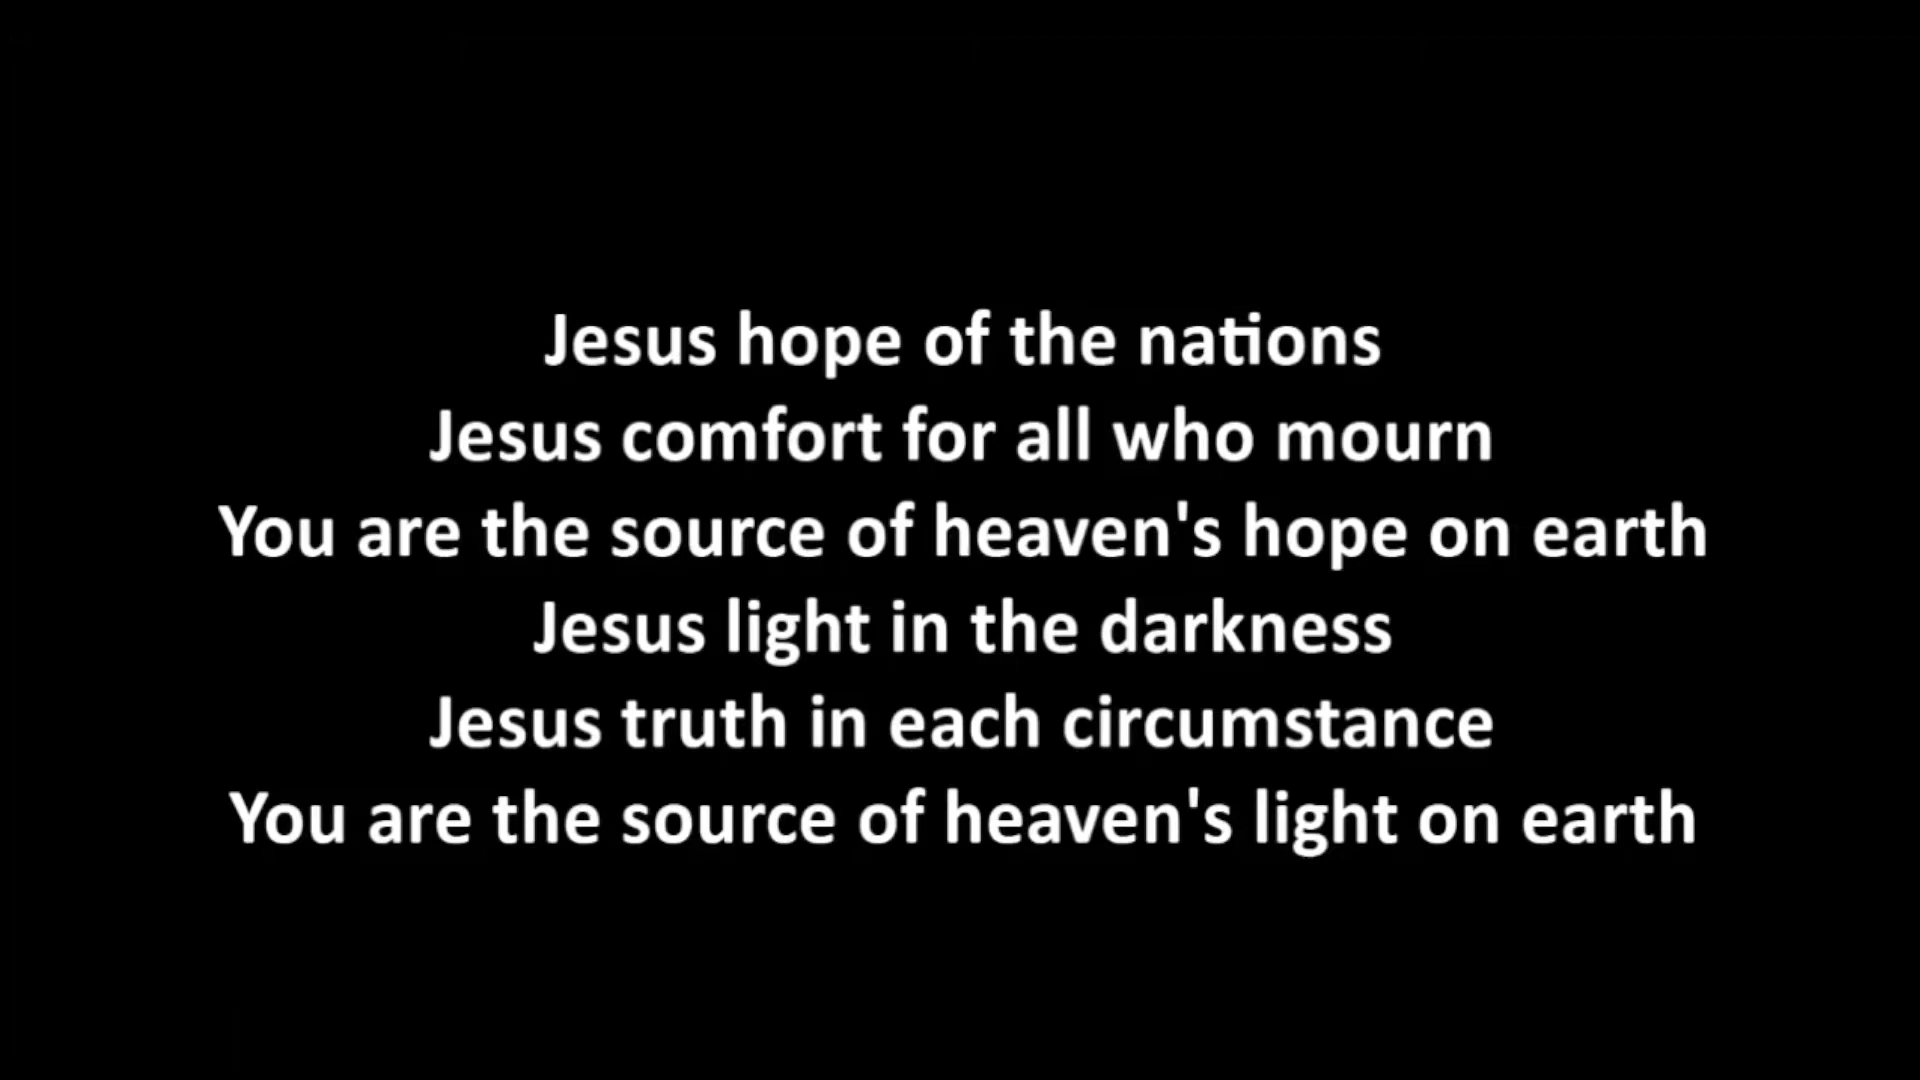 Jesus hope of the nations
Jesus comfort for all who mourn
You are the source of heaven's hope on earth
Jesus light in the darkness
Jesus truth in each circumstance
You are the source of heaven's light on earth